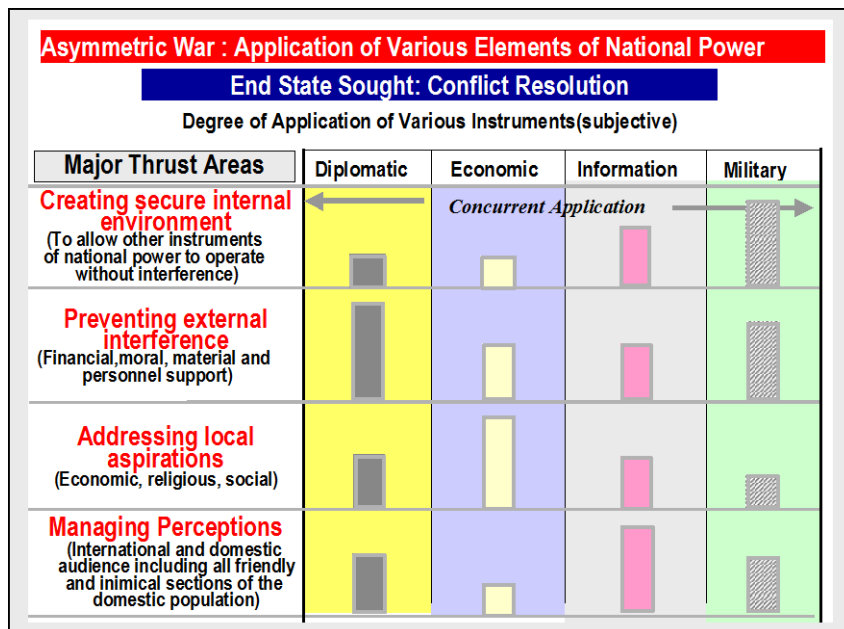 Asymmetric War : Application of Various Elements of National Power
End State Sought: Conflict Resolution
Degree of Application of Various Instruments(subjective)
Major Thrust Areas
Diplomatic
Economic
Information
Military
Creating secure internal
environment
(To allow other instruments
of national power to operate
without interference)
Concurrent Application
Preventing external
interference
(Financial,moral, material and
personnel support)
Addressing local
aspirations
(Economic, religious, social)
Managing Perceptions
(International and domestic
audience including all friendly
and inimical sections of the
domestic population)